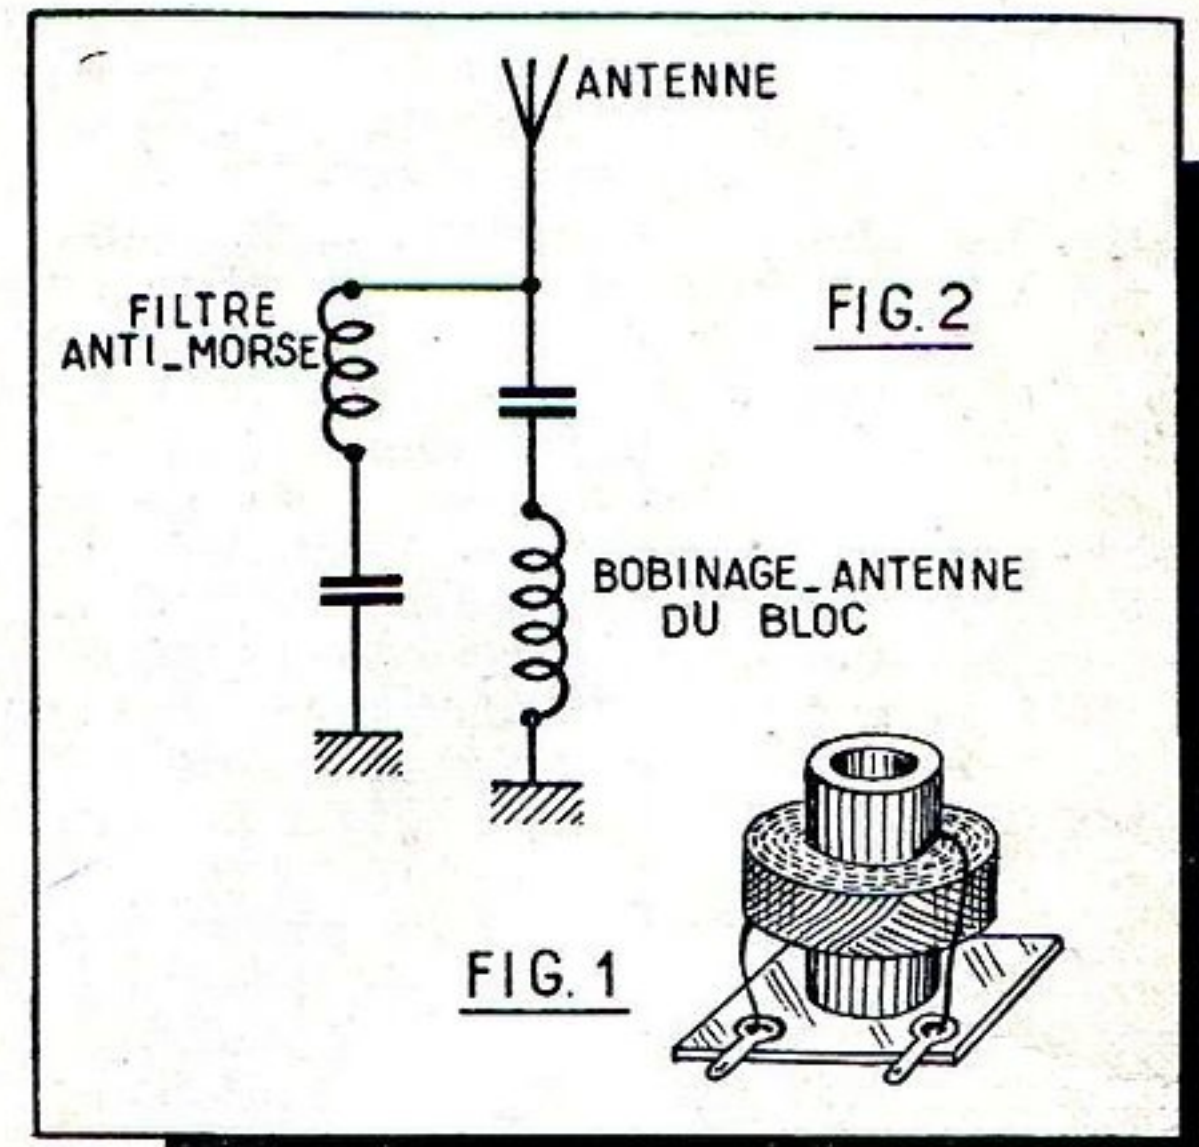 ANTENNE
FILTRE
ANTI_MORSE
FIG. 2
BOBINAGE_ANTENNE
DU BLOC
FIG. 1